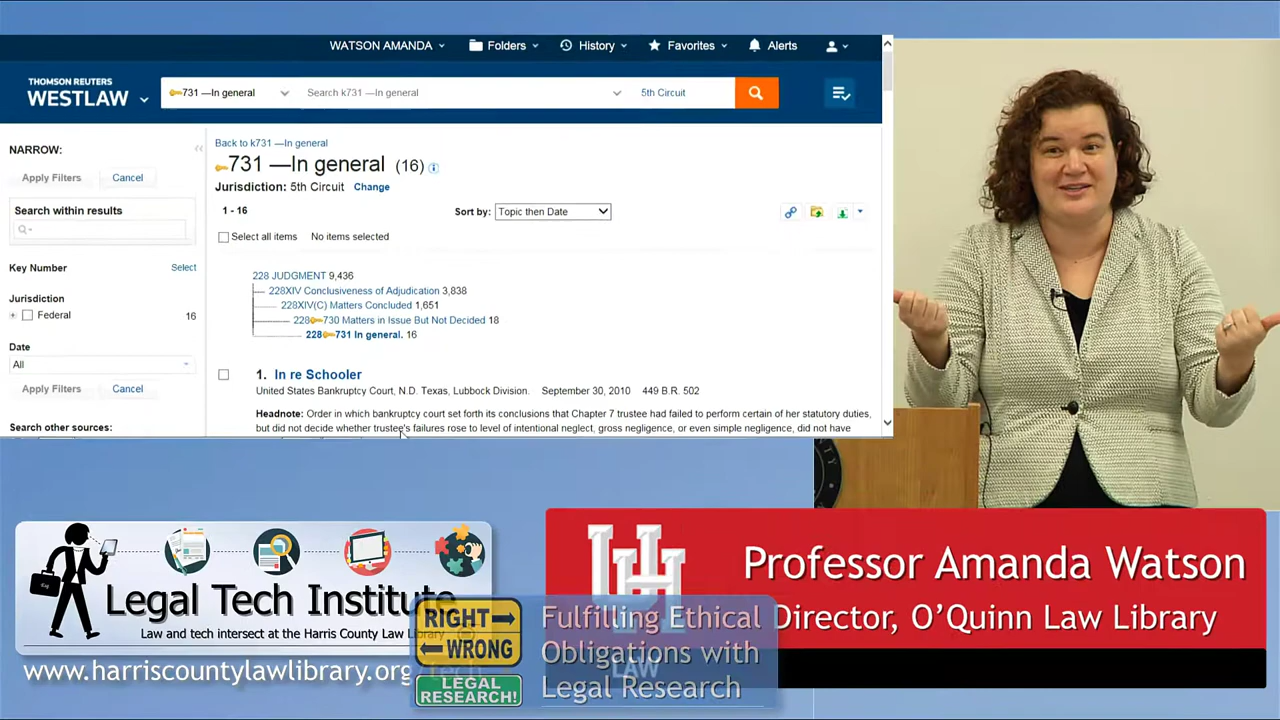 WATSON AMANDA
Folders
History
Favorites
Alerts
THOMSON REUTERS
WESTLAW
731 —In general
Search k731 —In general
5th Circuit
NARROW:
Apply Filters
Cancel
Search within results
Key Number
Select
Jurisdiction
Federal
16
Date
All
Apply Filters
Cancel
Search other sources:
Back to k731 —In general
731 —In general (16)
Jurisdiction: 5th Circuit Change
1 - 16
Sort by: Topic then Date
Select all items No items selected
228 JUDGMENT 9,436
228XIV Conclusiveness of Adjudication 3,838
228XIV(C) Matters Concluded 1,651
228 730 Matters in Issue But Not Decided 18
228 731 In general. 16
1. In re Schooler
United States Bankruptcy Court, N.D. Texas, Lubbock Division. September 30, 2010 449 B.R. 502
Headnote: Order in which bankruptcy court set forth its conclusions that Chapter 7 trustee had failed to perform certain of her statutory duties,
but did not decide whether trustee's failures rose to level of intentional neglect, gross negligence, or even simple negligence, did not have
Legal Tech Institute
Law and tech intersect at the Harris County Law Library
www.harriscountylawlibrary.org/tech
RIGHT
WRONG
LEGAL
RESEARCH!
Fulfilling Ethical
Obligations with
Legal Research
UH
LAW
Professor Amanda Watson
Director, O'Quinn Law Library